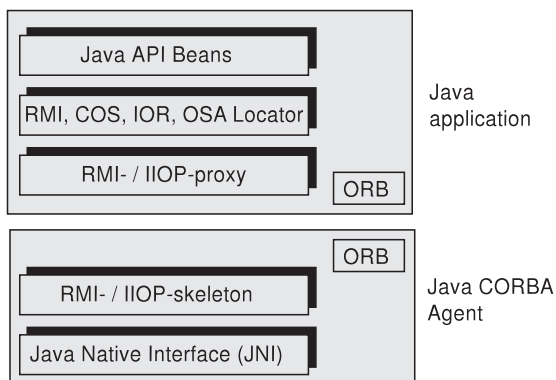 Java API Beans
RMI, COS, IOR, OSA Locator
Java
application
RMI- / IIOP-proxy
ORB
ORB
RMI- / IIOP-skeleton
Java CORBA
Agent
Java Native Interface (JNI)